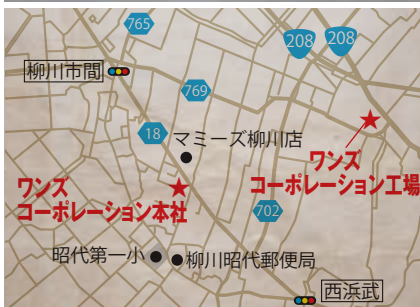 765
208
208
柳川市間
769
18
マミーズ柳川店
ワンズ
コーポレーション工場
ワンズ
コーポレーション本社
702
昭代第一小
柳川昭代郵便局
西浜武